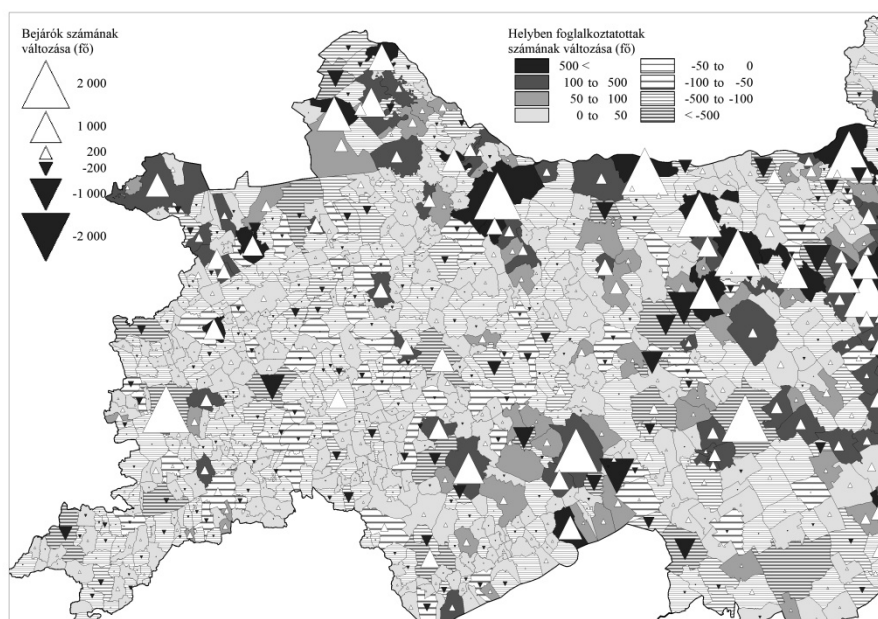 Bejárók számának
változása (fő)
2 000
1 000
200
-200
-1 000
-2 000
Helyben foglalkoztatottak
számának változása (fő)
500 <
100 to 500
50 to 100
0 to 50
-50 to 0
-100 to -50
-500 to -100
< -500